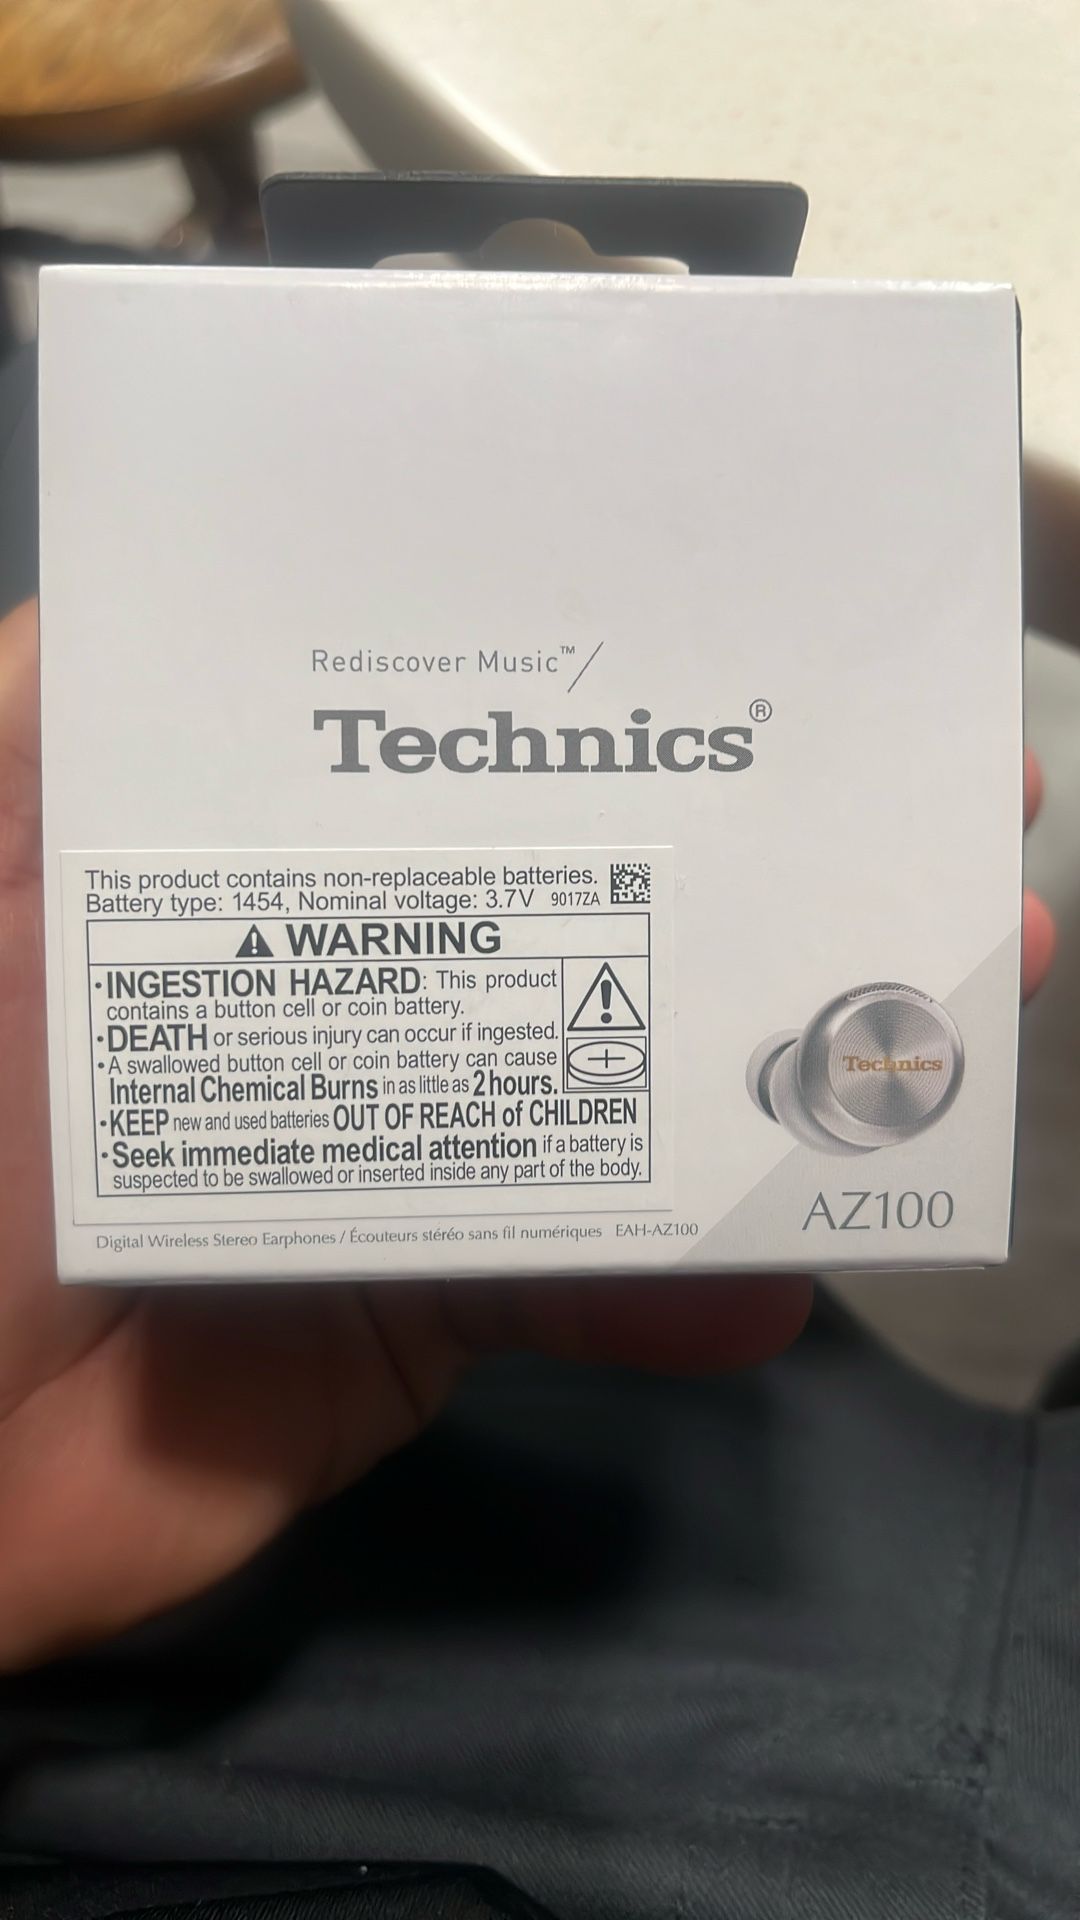 Rediscover Music™/
Technics®
This product contains non-replaceable batteries.
Battery type: 1454, Nominal voltage: 3.7V 9017ZA
WARNING
•INGESTION HAZARD: This product
contains a button cell or coin battery.
•DEATH or serious injury can occur if ingested.
•A swallowed button cell or coin battery can cause
Internal Chemical Burns in as little as 2 hours.
•KEEP new and used batteries OUT OF REACH of CHILDREN
•Seek immediate medical attention if a battery is
suspected to be swallowed or inserted inside any part of the body.
Technics
AZ100
Digital Wireless Stereo Earphones / Écouteurs stéréo sans fil numériques EAH-AZ100